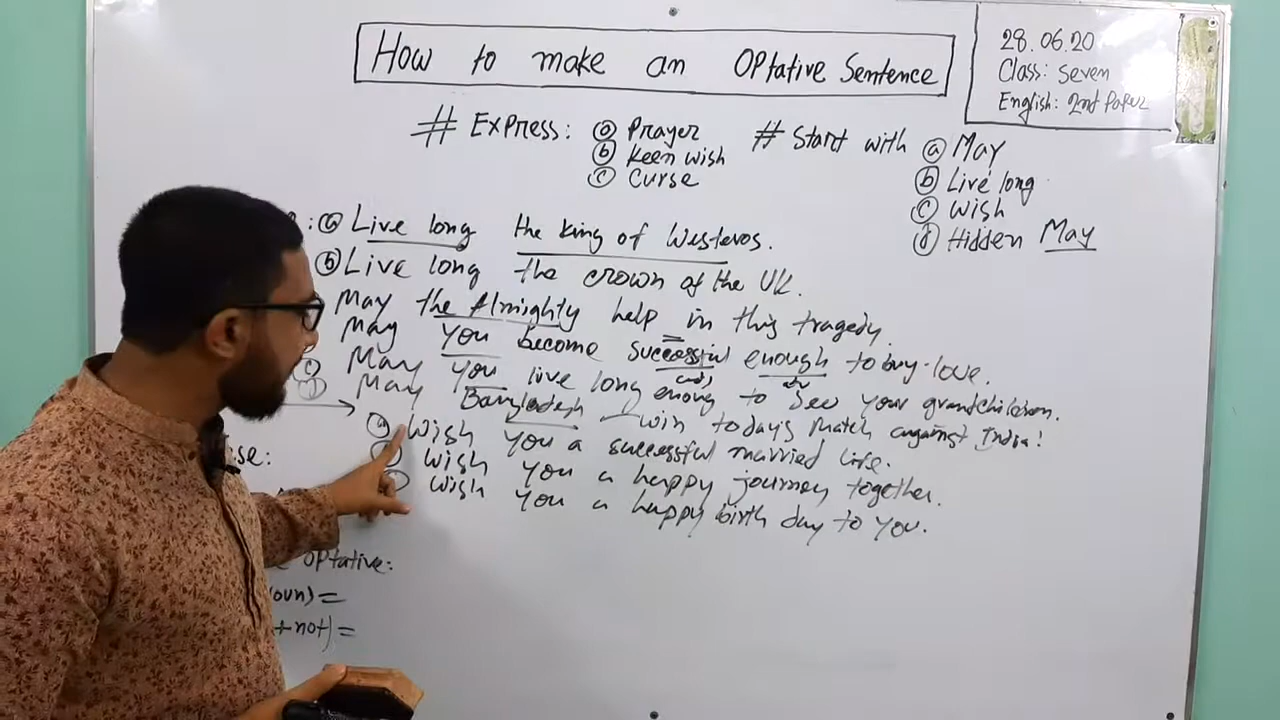 How to make an Optative Sentence
28.06.20
Class: Seven
English: 2nd Paper
# Express: (a) Prayer
(b) Keen wish
(c) Curse
# Start with (a) May
(b) Live long
(c) Wish
(d) Hidden May
: (a) Live long the king of Westeros.
(b) Live long the crown of the UK.
May the Almighty help in this tragedy.
May you become successful enough to buy love.
(c) May you live long enoug to see your grandchildren.
May Bangladesh win today's match against India!
(a) Wish you a successful married life.
Wish you a happy journey together.
Wish you a happy birth day to you.
ise:
optative:
oun) =
+not) =